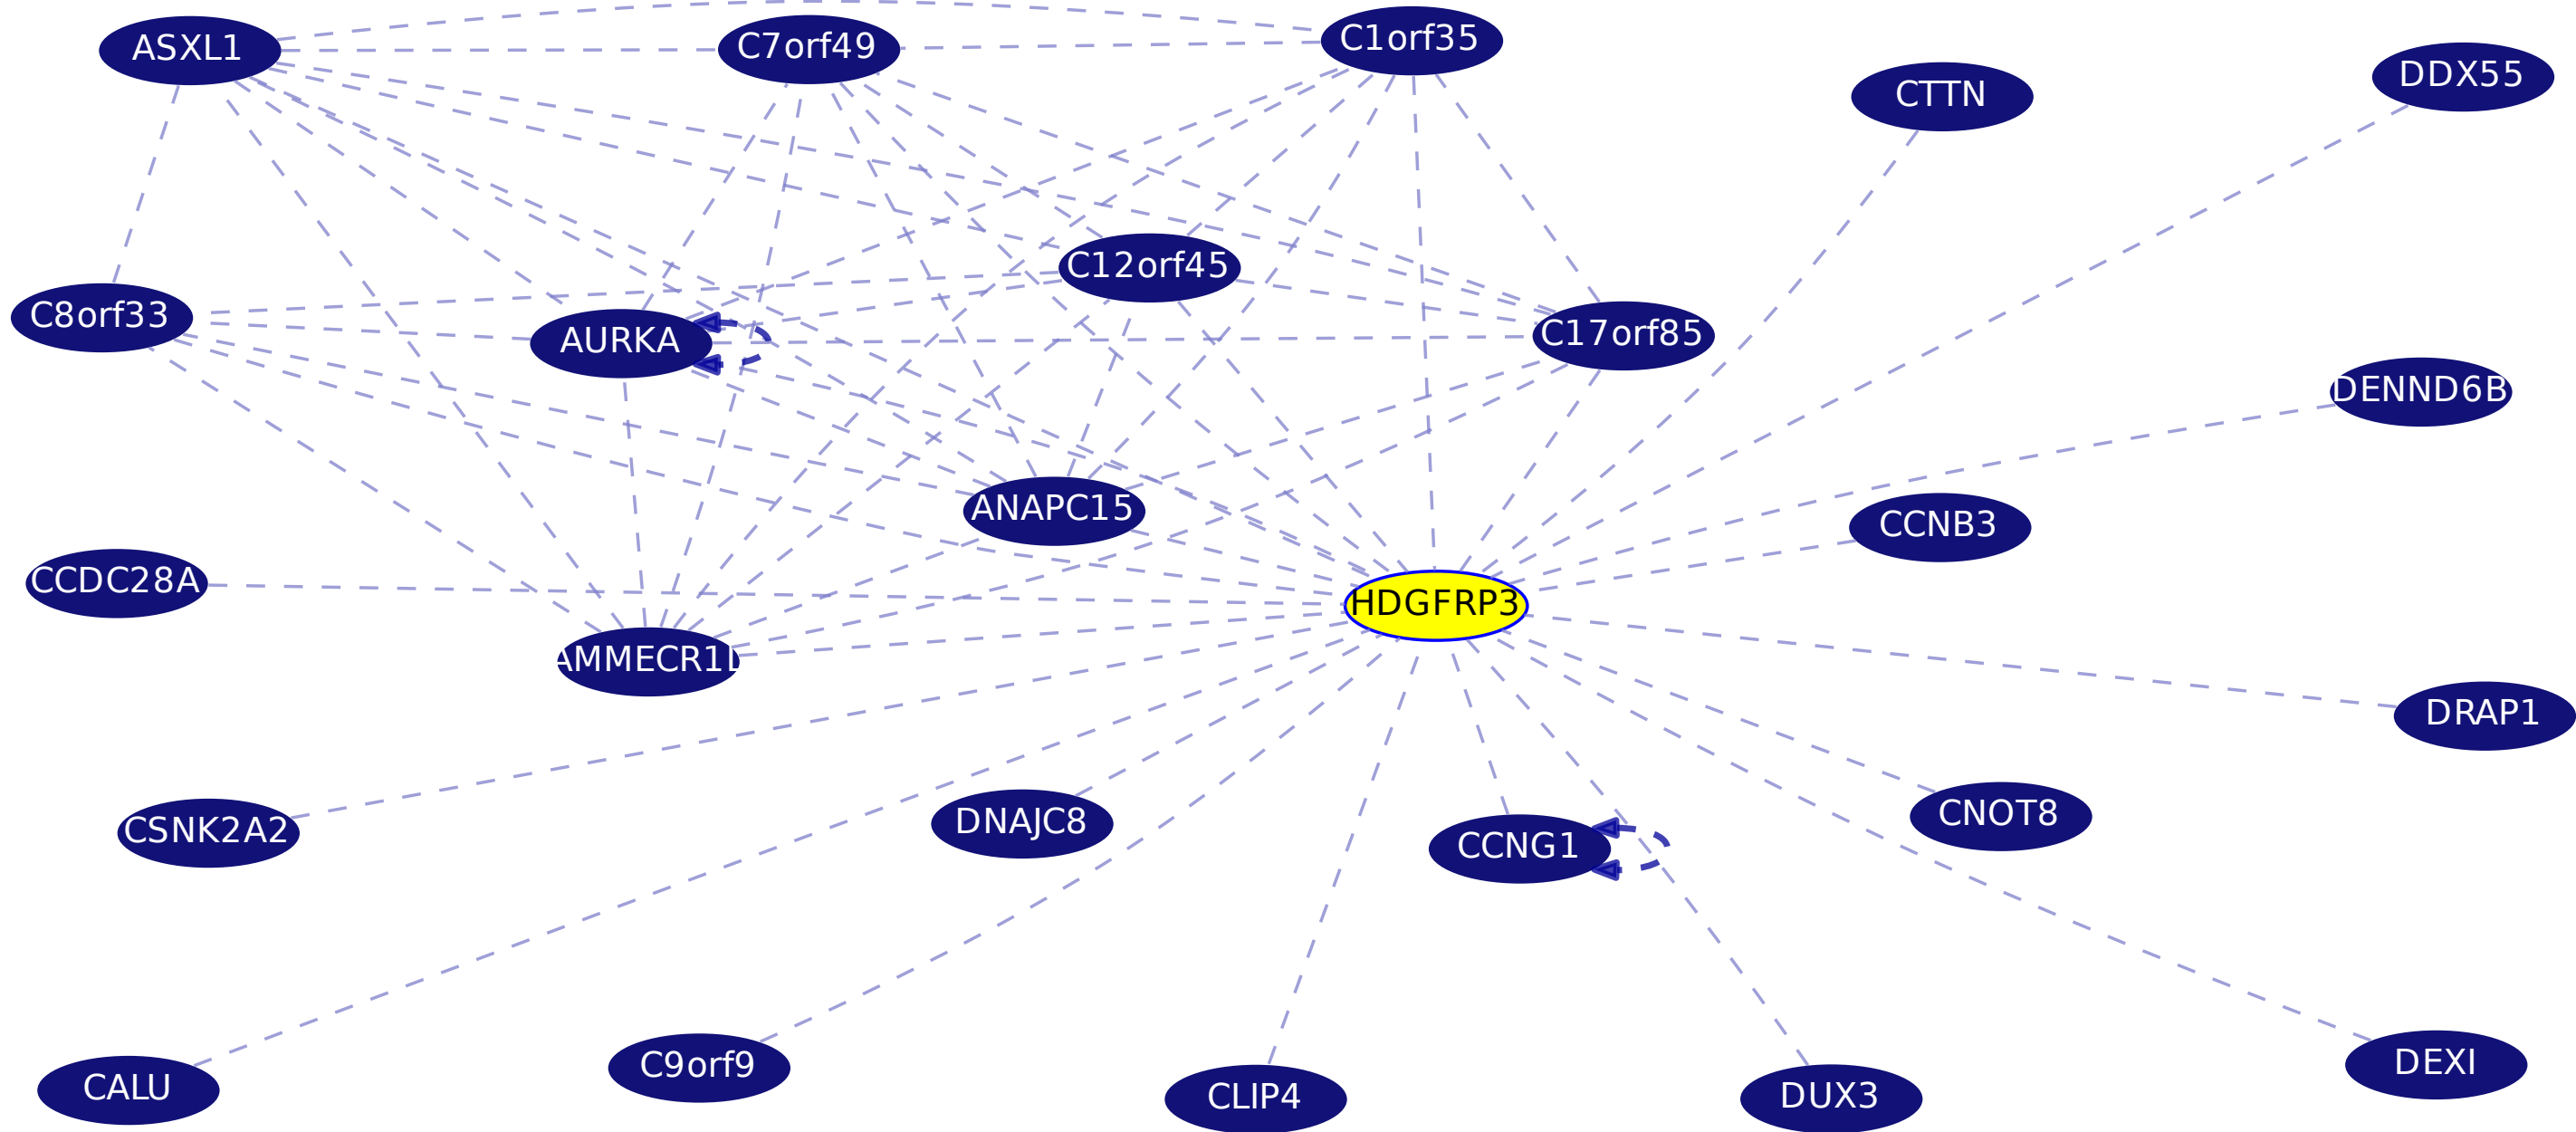 ASXL1
C7orf49
C1orf35
DDX55
CTTN
C12orf45
C8orf33
AURKA
C17orf85
DENND6B
ANAPC15
CCNB3
CCDC28A
HDGFRP3
AMMECR1L
DRAP1
CSNK2A2
DNAJC8
CCNG1
CNOT8
CALU
C9orf9
CLIP4
DUX3
DEXI